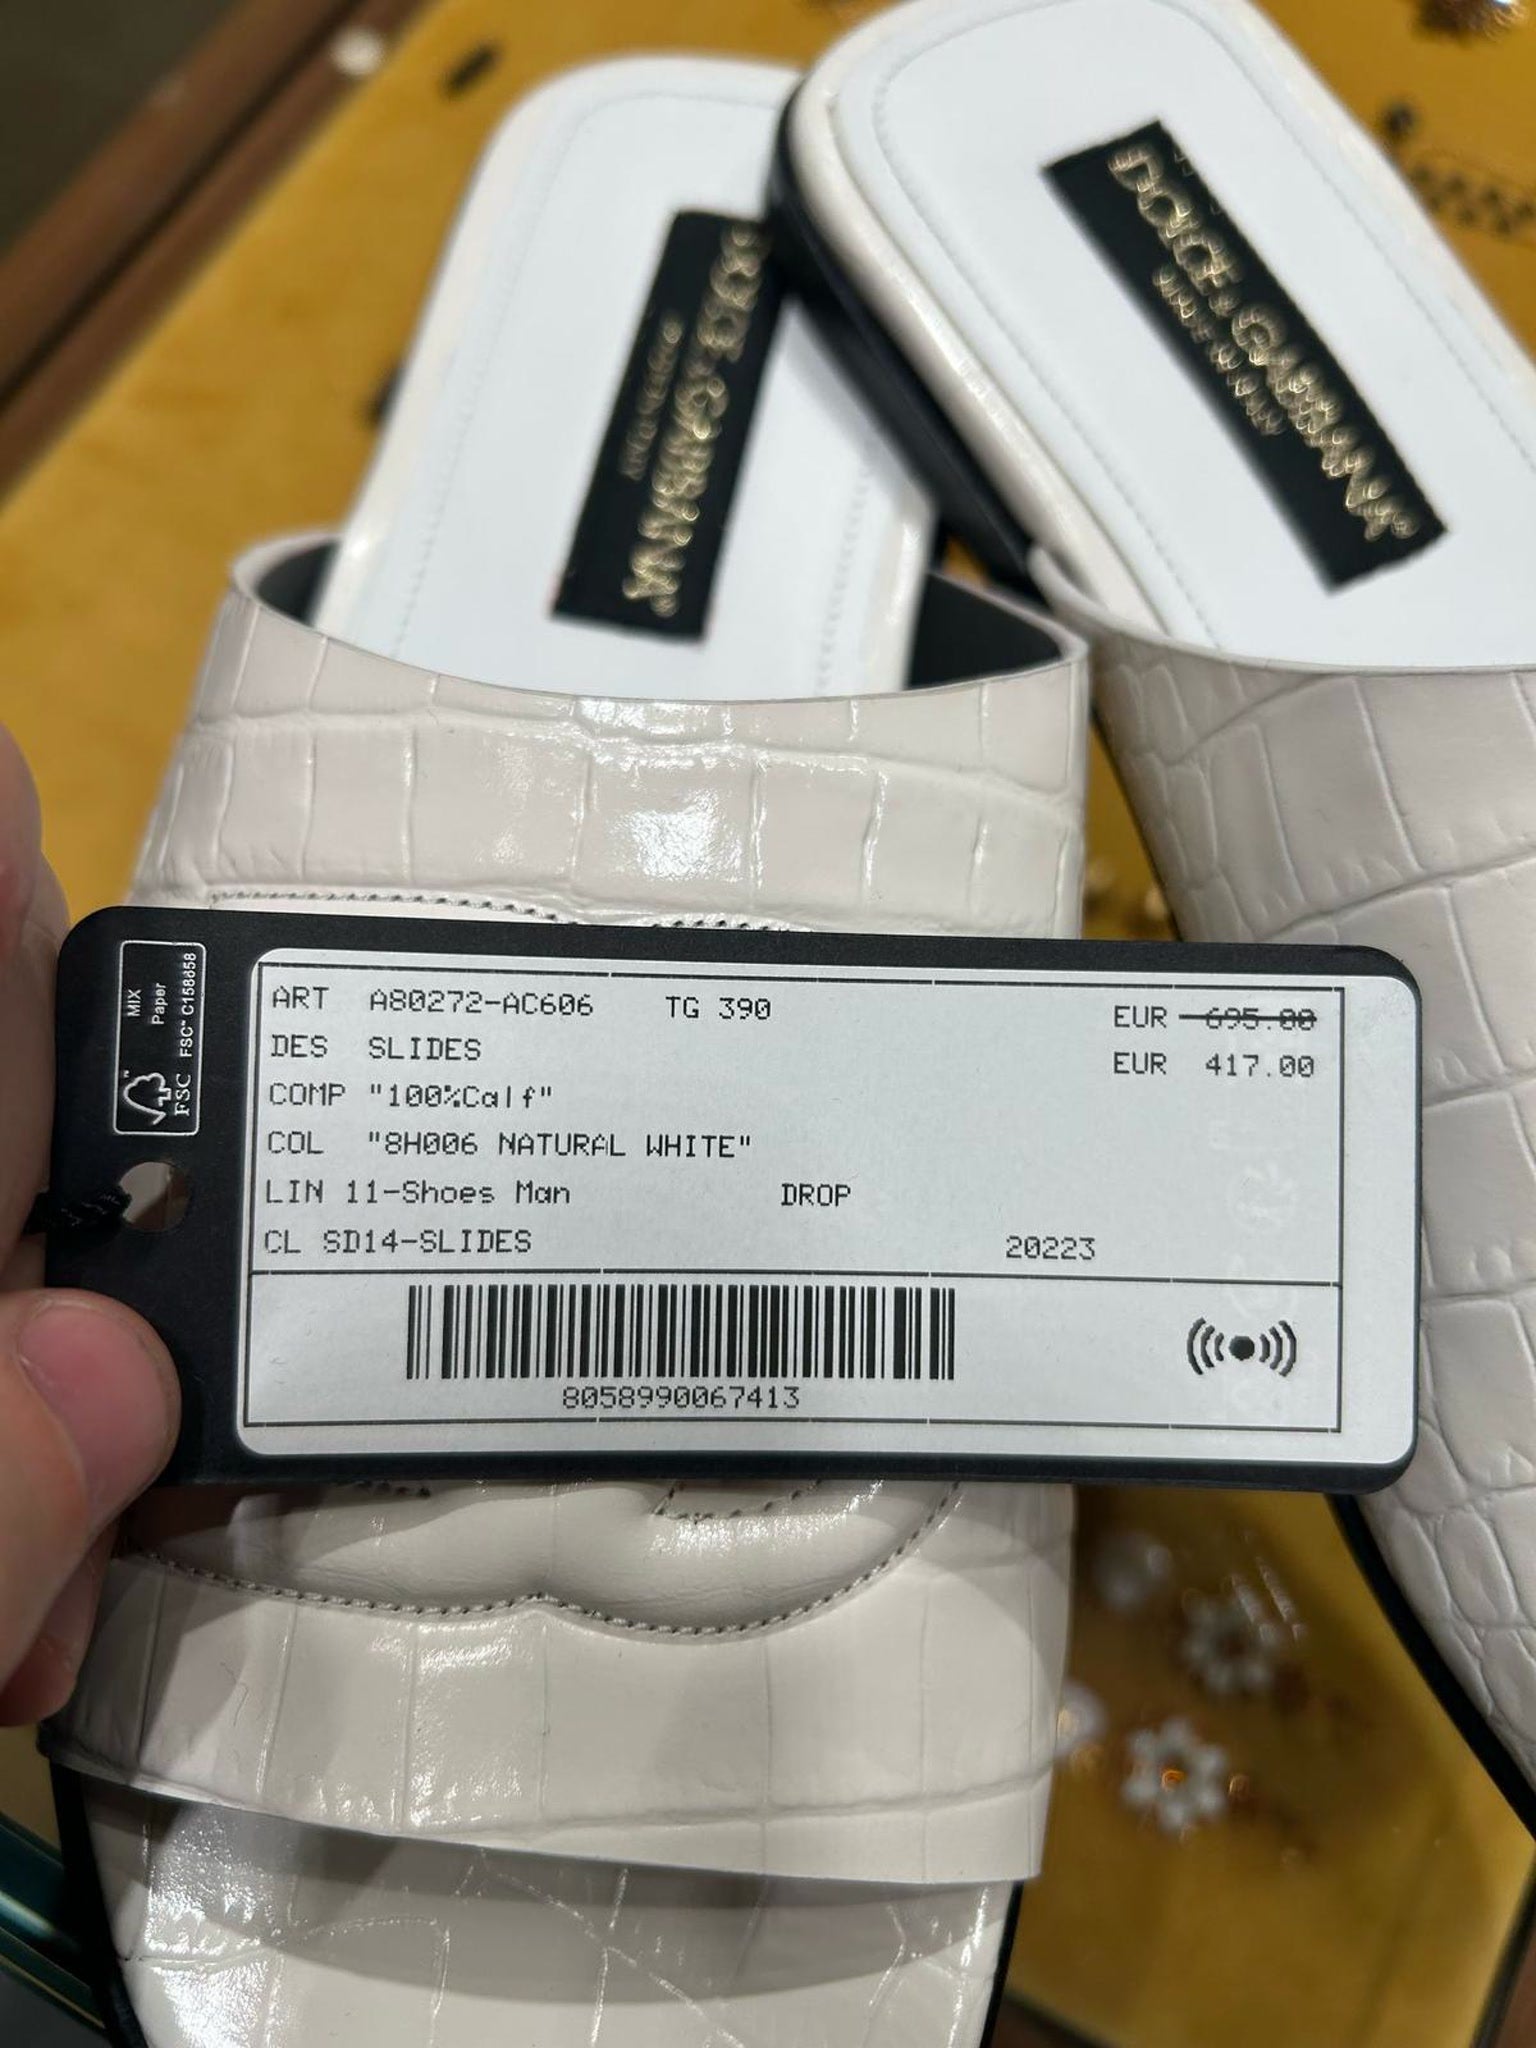 DOLCE & GABBANA
DOLCE & GABBANA
MIX
Paper
FSC™ C158658
FSC
ART A80272-AC606 TG 390 EUR 695.00
DES SLIDES EUR 417.00
COMP "100%Calf"
COL "8H006 NATURAL WHITE"
LIN 11-Shoes Man DROP
CL SD14-SLIDES 20223
8058990067413